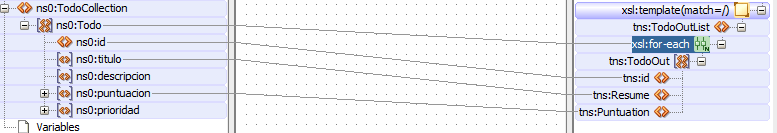 ns0:TodoCollection
ns0:Todo
ns0:id
ns0:titulo
ns0:descripcion
ns0:puntuacion
ns0:prioridad
Variables
xsl:template(match=/)
tns:TodoOutList
xsl:for-each
tns:TodoOut
tns:id
tns:Resume
tns:Puntuation